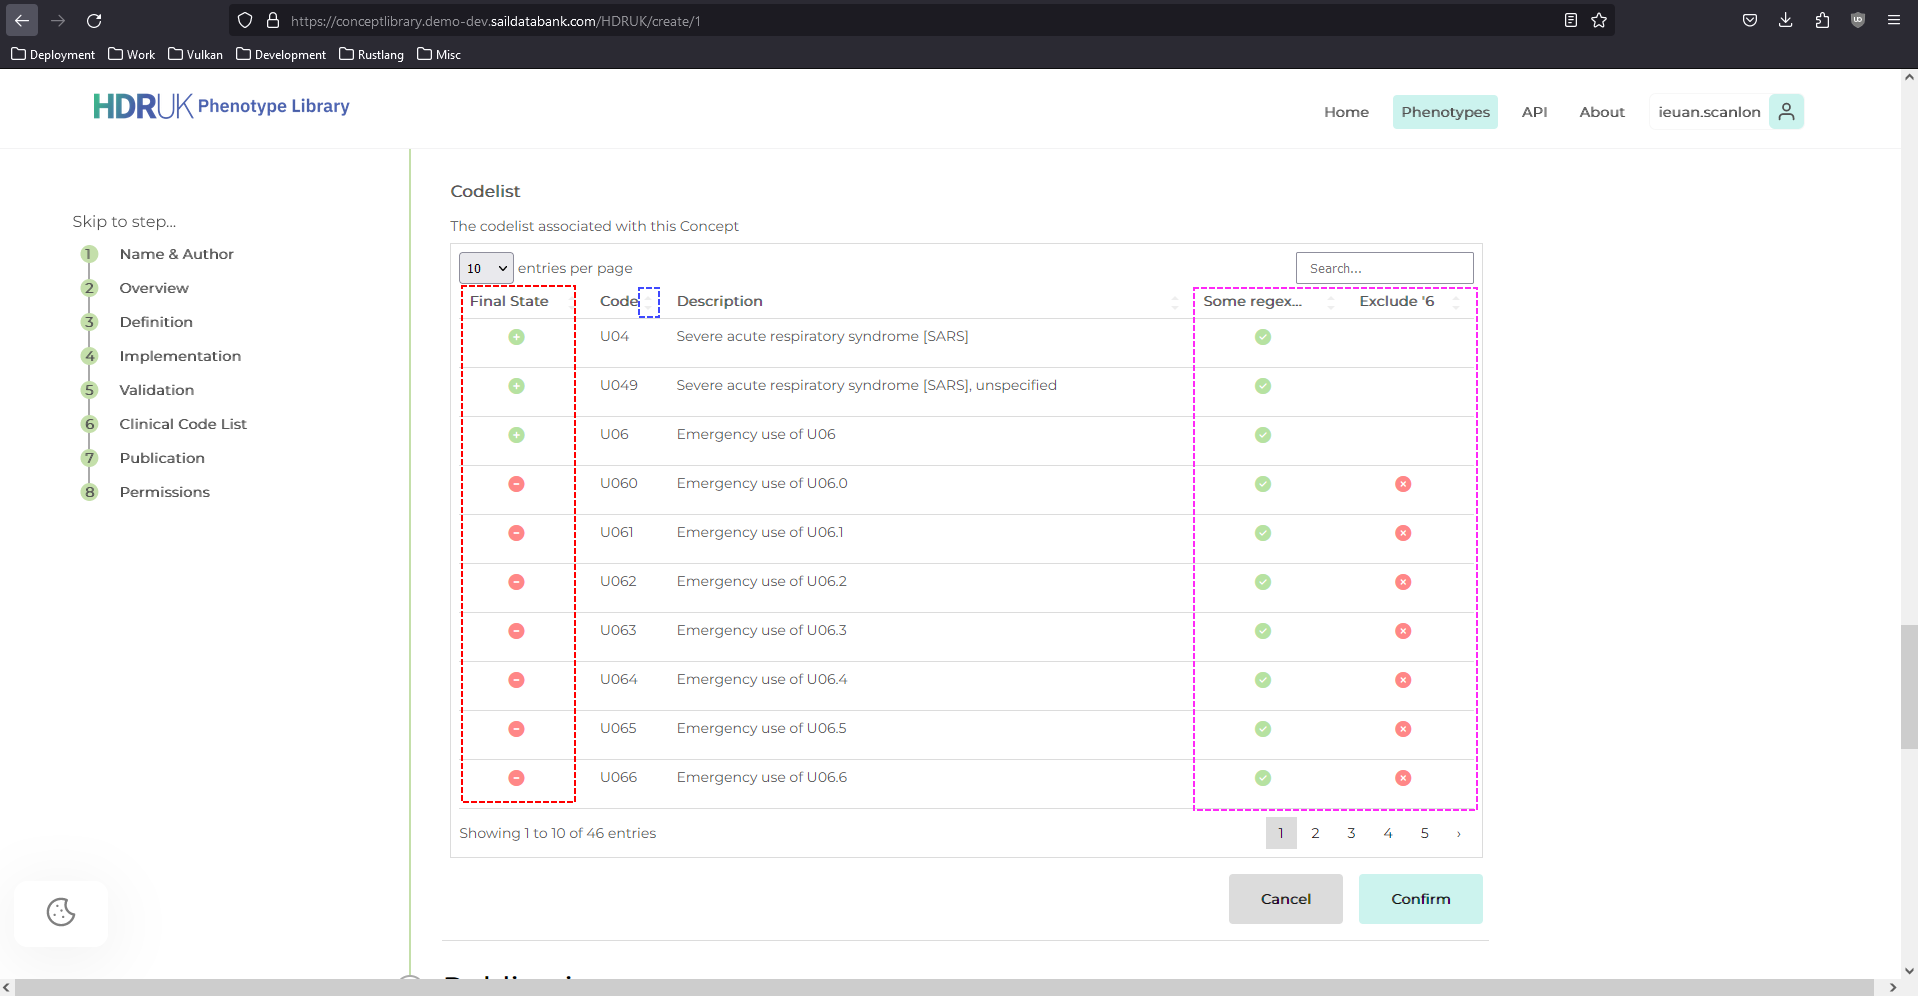 https://conceptlibrary.demo-dev.saildatabank.com/HDRUK/create/1
Deployment Work Vulkan Development Rustlang Misc
HDRUK Phenotype Library
Home Phenotypes API About ieuan.scanlon
Skip to step...
1 Name & Author
2 Overview
3 Definition
4 Implementation
5 Validation
6 Clinical Code List
7 Publication
8 Permissions
Codelist
The codelist associated with this Concept
10 entries per page Search...
Final State Code Description Some regex... Exclude '6
U04 Severe acute respiratory syndrome [SARS]
U049 Severe acute respiratory syndrome [SARS], unspecified
U06 Emergency use of U06
U060 Emergency use of U06.0
U061 Emergency use of U06.1
U062 Emergency use of U06.2
U063 Emergency use of U06.3
U064 Emergency use of U06.4
U065 Emergency use of U06.5
U066 Emergency use of U06.6
Showing 1 to 10 of 46 entries 1 2 3 4 5 ›
Cancel Confirm